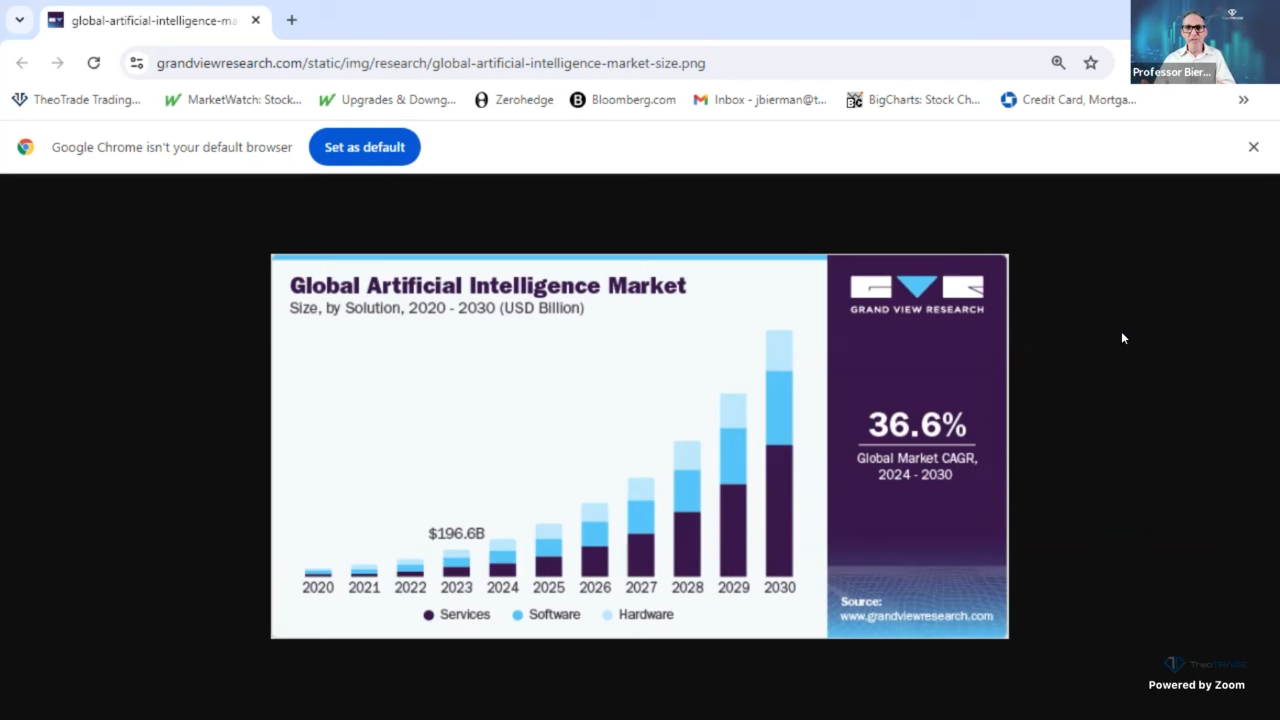 global-artificial-intelligence-ma
grandviewresearch.com/static/img/research/global-artificial-intelligence-market-size.png
TheoTrade Trading...
MarketWatch: Stock...
Upgrades & Downg...
Zerohedge
Bloomberg.com
Inbox - jbierman@t...
BigCharts: Stock Ch...
Credit Card, Mortga...
Professor Bier...
Google Chrome isn't your default browser
Set as default
Global Artificial Intelligence Market
Size, by Solution, 2020 - 2030 (USD Billion)
$196.6B
2020 2021 2022 2023 2024 2025 2026 2027 2028 2029 2030
Services Software Hardware
GVR
GRAND VIEW RESEARCH
36.6%
Global Market CAGR,
2024 - 2030
Source:
www.grandviewresearch.com
TheoTRADE
Powered by Zoom